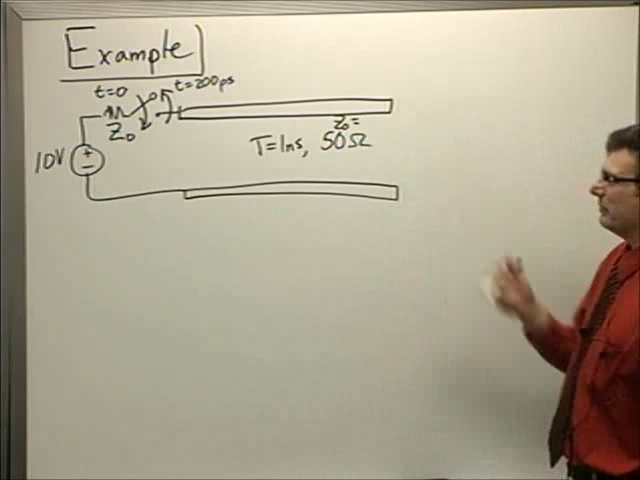 Example
t=0
t=200ps
Z₀
10V
+
−
Z₀=
T=1ns, 50Ω